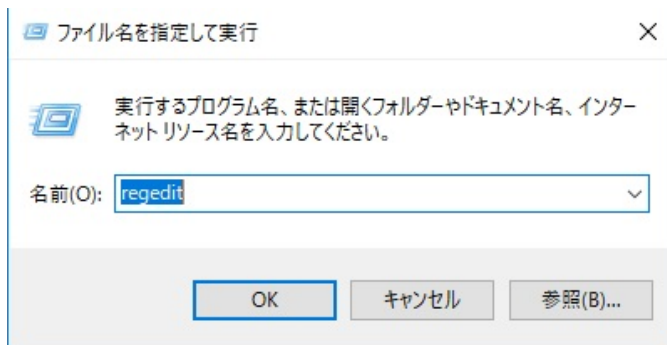 ファイル名を指定して実行
実行するプログラム名、または開くフォルダーやドキュメント名、インター
ネット リソース名を入力してください。
名前(O): regedit
OK キャンセル 参照(B)...